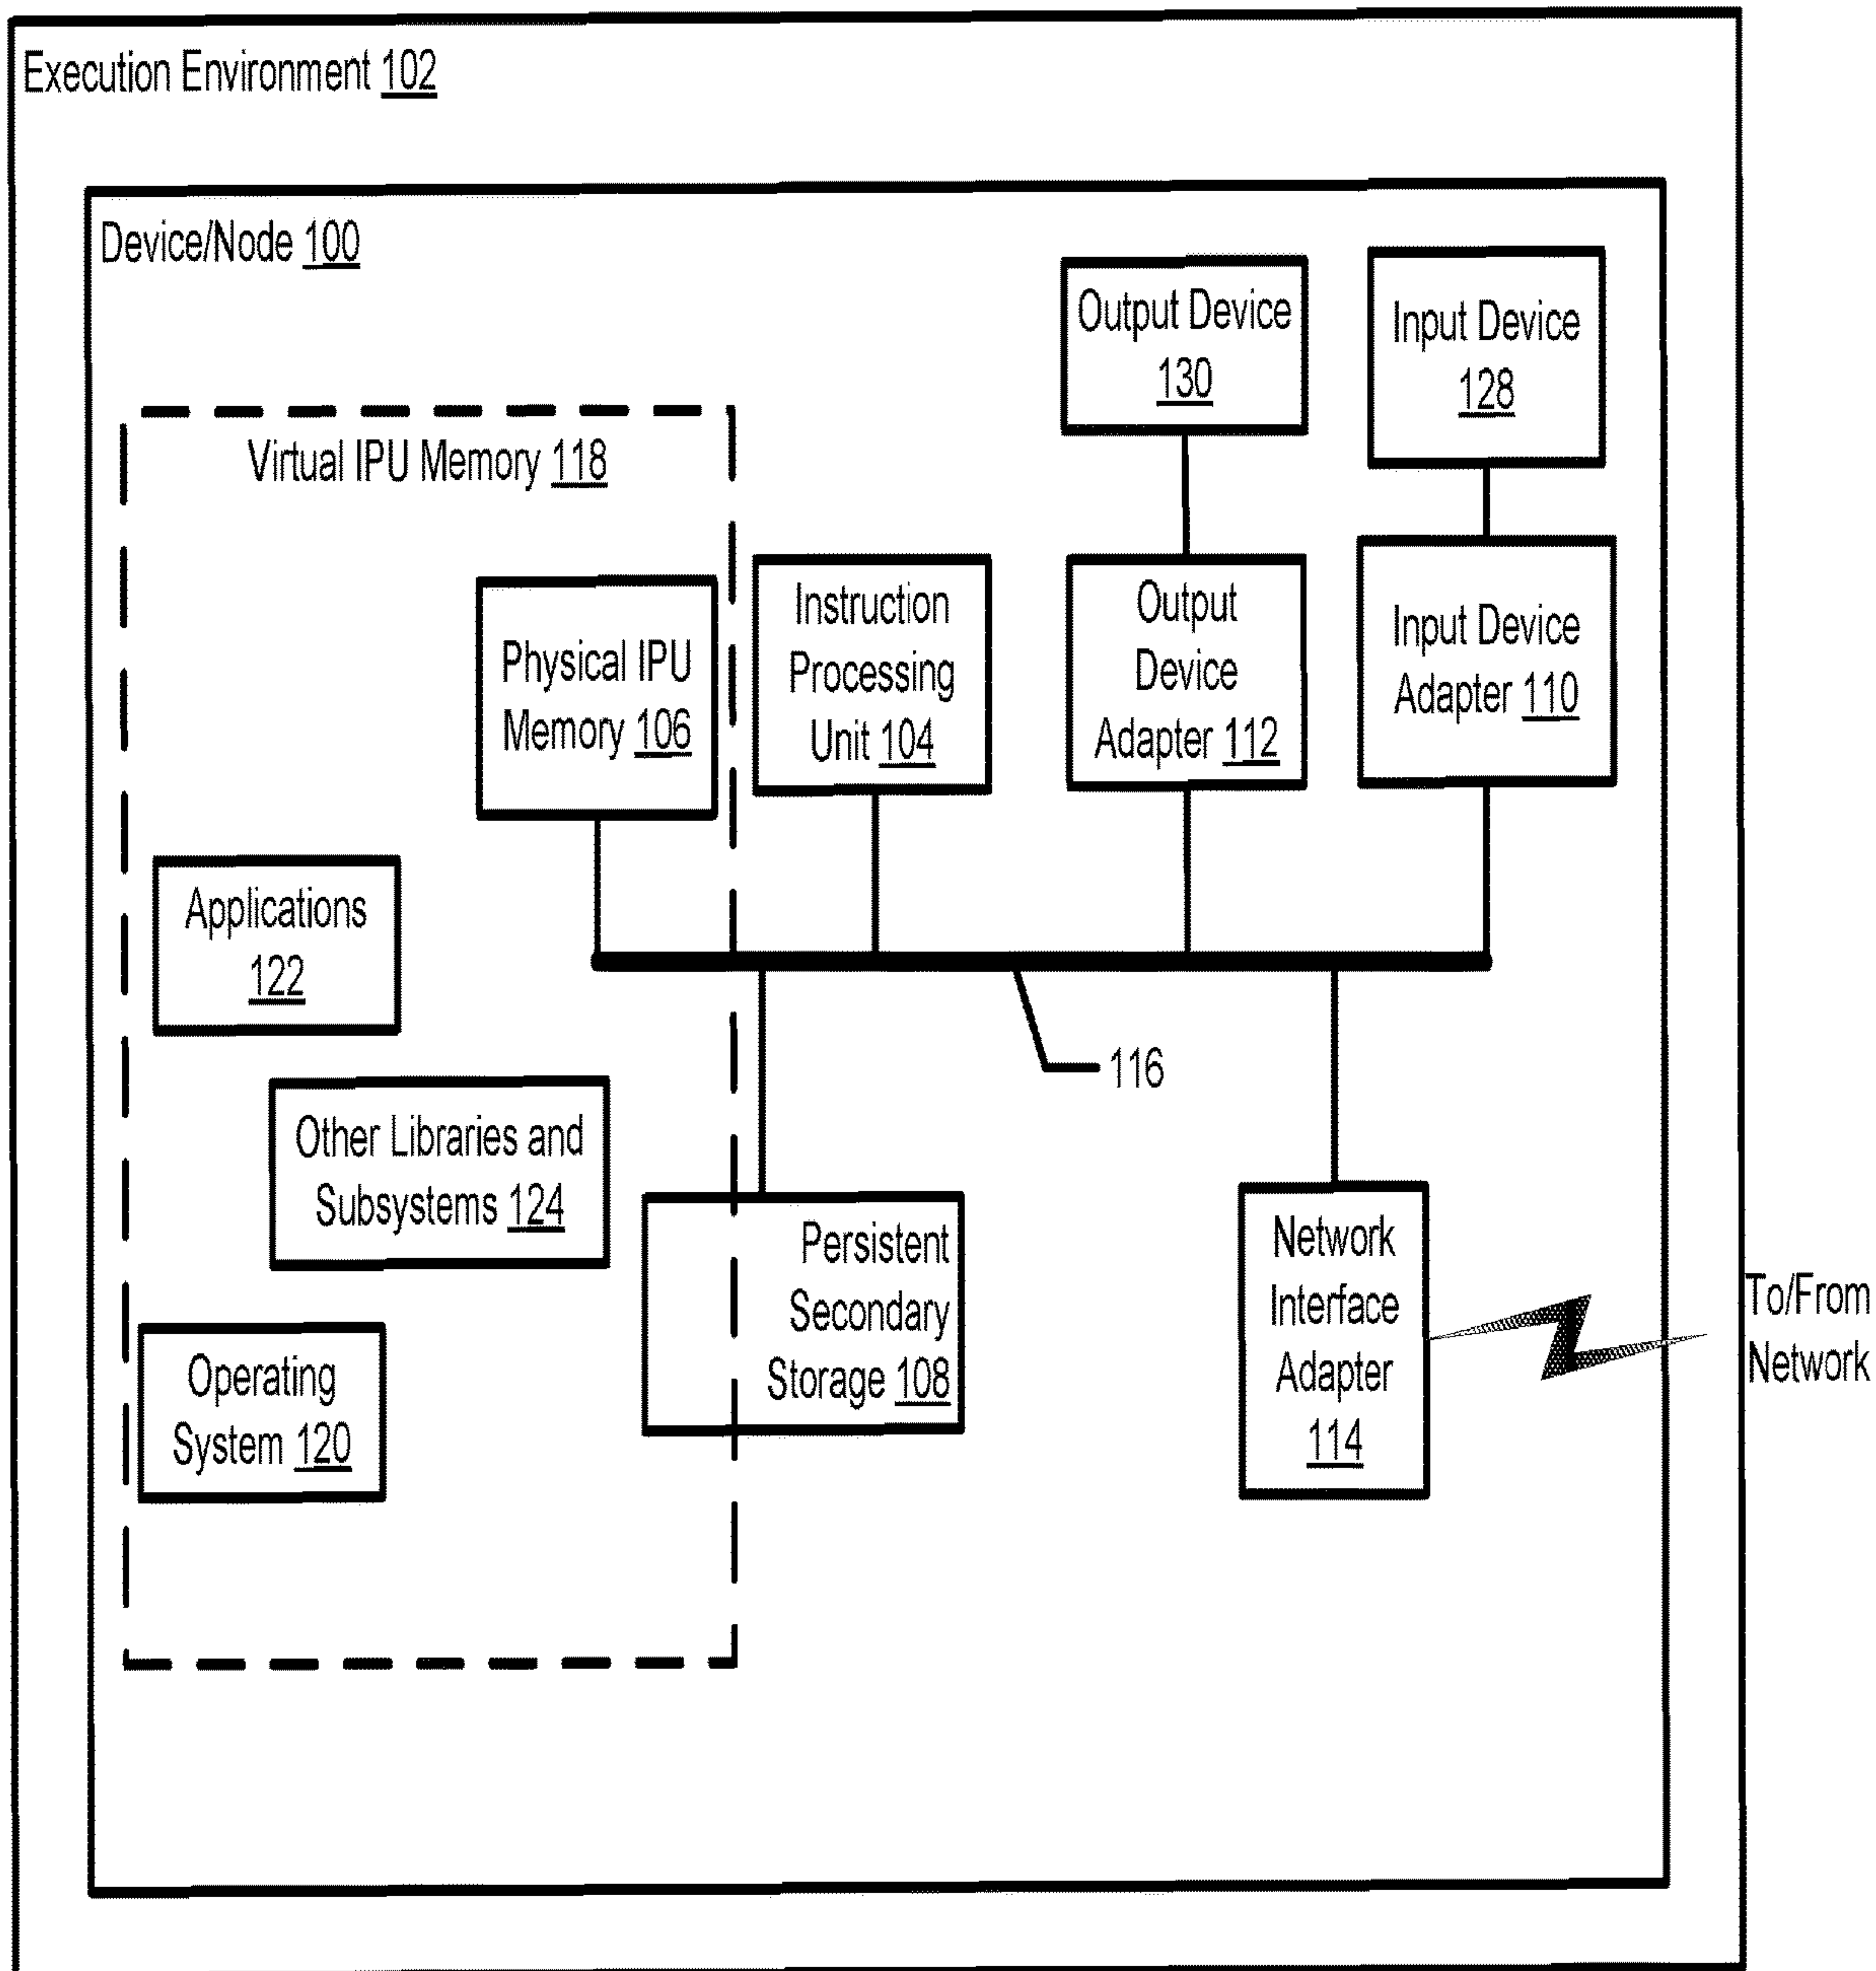 Execution Environment 102
Device/Node 100
Output Device
130
Input Device
128
Virtual IPU Memory 118
Physical IPU
Memory 106
Instruction
Processing
Unit 104
Output
Device
Adapter 112
Input Device
Adapter 110
Applications
122
116
Other Libraries and
Subsystems 124
Persistent
Secondary
Storage 108
Network
Interface
Adapter
114
To/From
Network
Operating
System 120